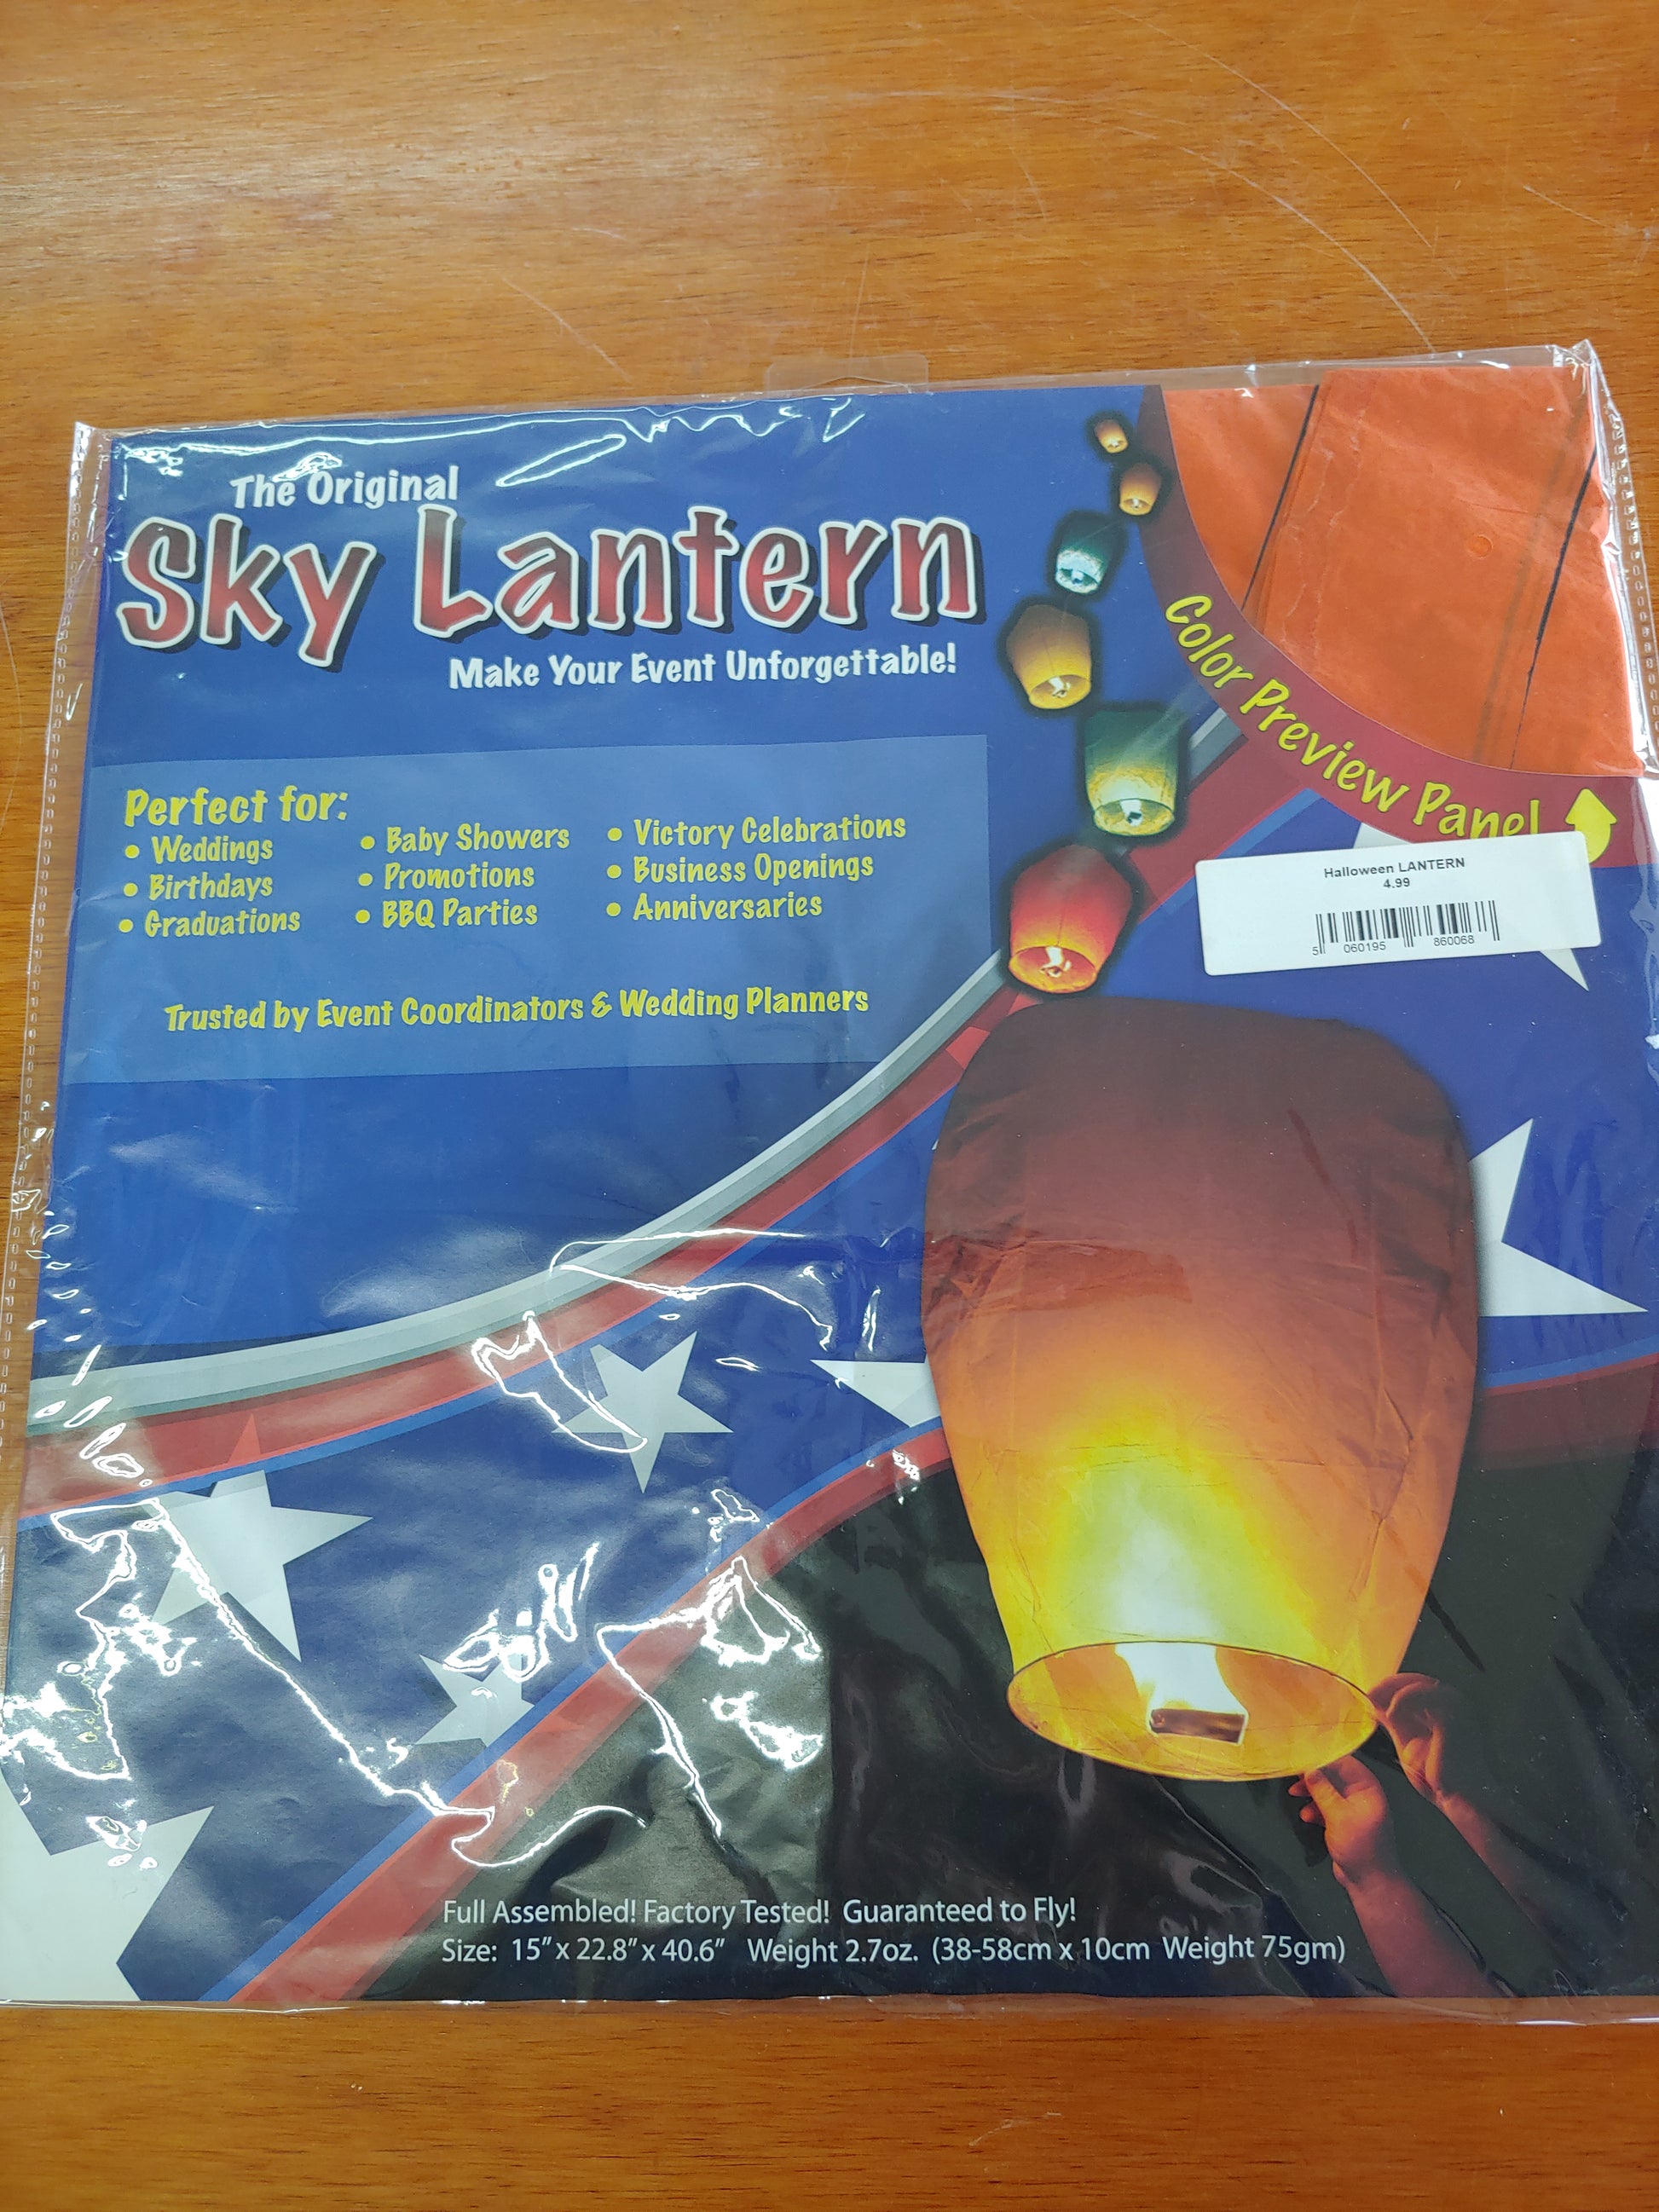 The Original
Sky Lantern
Make Your Event Unforgettable!
Color Preview Panel
Perfect for:
• Weddings
• Birthdays
• Graduations
• Baby Showers
• Promotions
• BBQ Parties
• Victory Celebrations
• Business Openings
• Anniversaries
Trusted by Event Coordinators & Wedding Planners
Halloween LANTERN
4.99
5 060195 860068
Full Assembled! Factory Tested! Guaranteed to Fly!
Size: 15" x 22.8" x 40.6" Weight 2.7oz. (38-58cm x 10cm Weight 75gm)